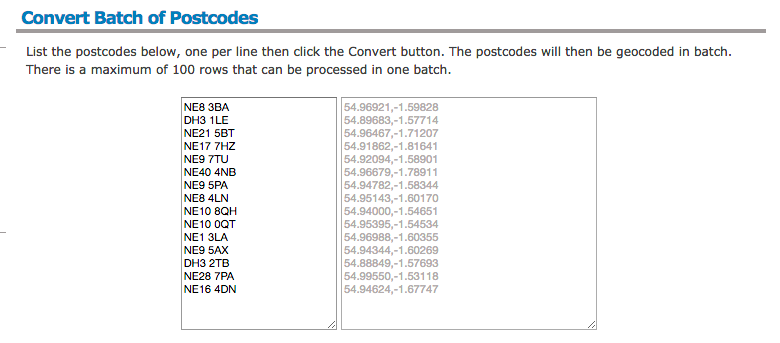 Convert Batch of Postcodes
List the postcodes below, one per line then click the Convert button. The postcodes will then be geocoded in batch.
There is a maximum of 100 rows that can be processed in one batch.
NE8 3BA 54.96921,-1.59828
DH3 1LE 54.89683,-1.57714
NE21 5BT 54.96467,-1.71207
NE17 7HZ 54.91862,-1.81641
NE9 7TU 54.92094,-1.58901
NE40 4NB 54.96679,-1.78911
NE9 5PA 54.94782,-1.58344
NE8 4LN 54.95143,-1.60170
NE10 8QH 54.94000,-1.54651
NE10 0QT 54.95395,-1.54534
NE1 3LA 54.96988,-1.60355
NE9 5AX 54.94344,-1.60269
DH3 2TB 54.88849,-1.57693
NE28 7PA 54.99550,-1.53118
NE16 4DN 54.94624,-1.67747